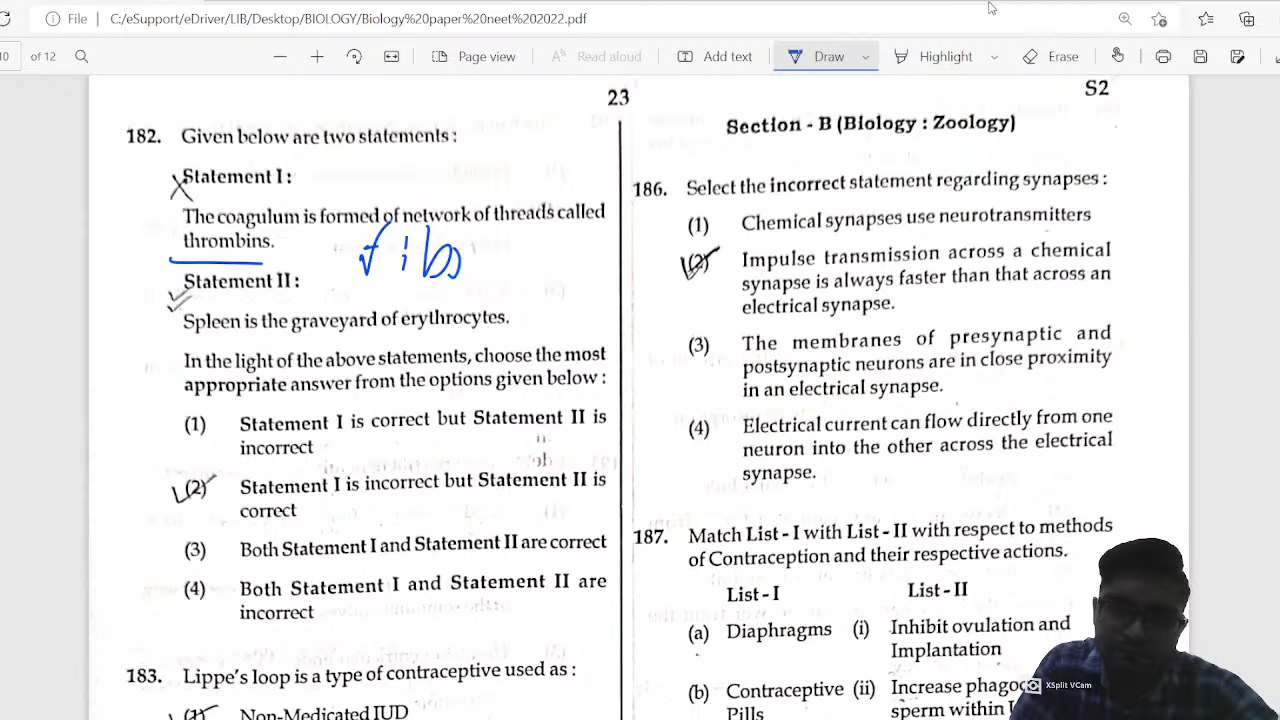 File
C:/eSupport/eDriver/LIB/Desktop/BIOLOGY/Biology%20paper%20neet%202022.pdf
of 12
Page view
Read aloud
Add text
Draw
Highlight
Erase
23
S2
182. Given below are two statements :
Statement I :
The coagulum is formed of network of threads called
thrombins.
Statement II :
Spleen is the graveyard of erythrocytes.
In the light of the above statements, choose the most
appropriate answer from the options given below :
(1) Statement I is correct but Statement II is
incorrect
(2) Statement I is incorrect but Statement II is
correct
(3) Both Statement I and Statement II are correct
(4) Both Statement I and Statement II are
incorrect
183. Lippe's loop is a type of contraceptive used as :
Non-Medicated IUD
Section - B (Biology : Zoology)
186. Select the incorrect statement regarding synapses :
(1) Chemical synapses use neurotransmitters
(2) Impulse transmission across a chemical
synapse is always faster than that across an
electrical synapse.
(3) The membranes of presynaptic and
postsynaptic neurons are in close proximity
in an electrical synapse.
(4) Electrical current can flow directly from one
neuron into the other across the electrical
synapse.
187. Match List - I with List - II with respect to methods
of Contraception and their respective actions.
List - I List - II
(a) Diaphragms (i) Inhibit ovulation and
Implantation
(b) Contraceptive (ii) Increase
Pills sperm within
XSplit VCam